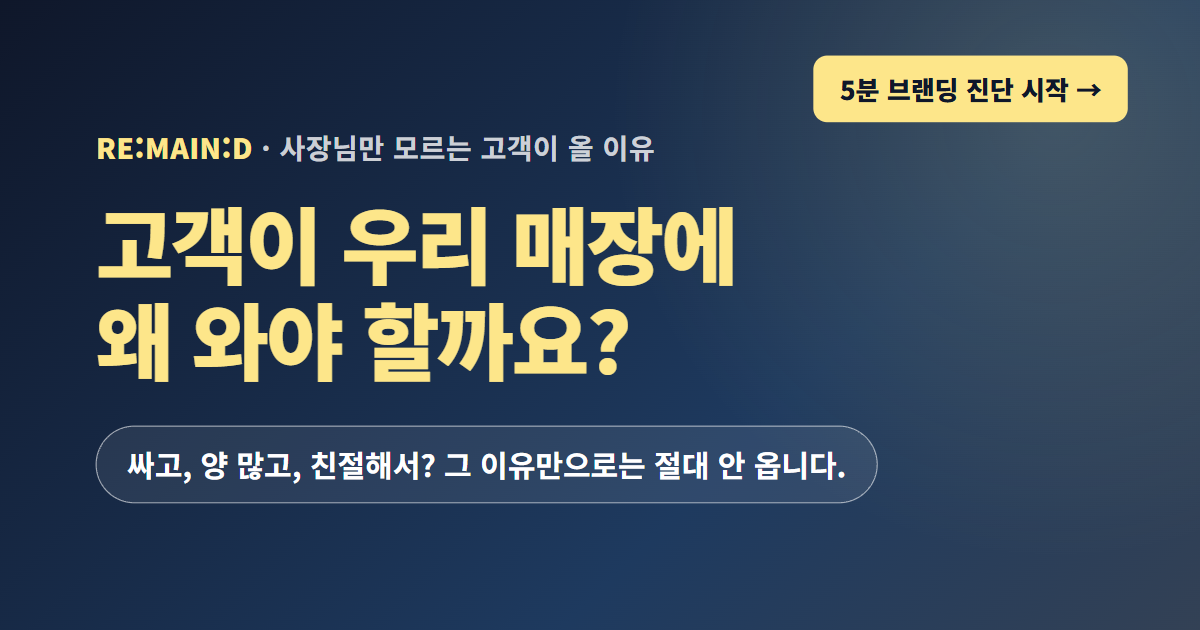 5분 브랜딩 진단 시작 →
RE:MAIN:D · 사장님만 모르는 고객이 올 이유
고객이 우리 매장에
왜 와야 할까요?
싸고, 양 많고, 친절해서? 그 이유만으로는 절대 안 옵니다.